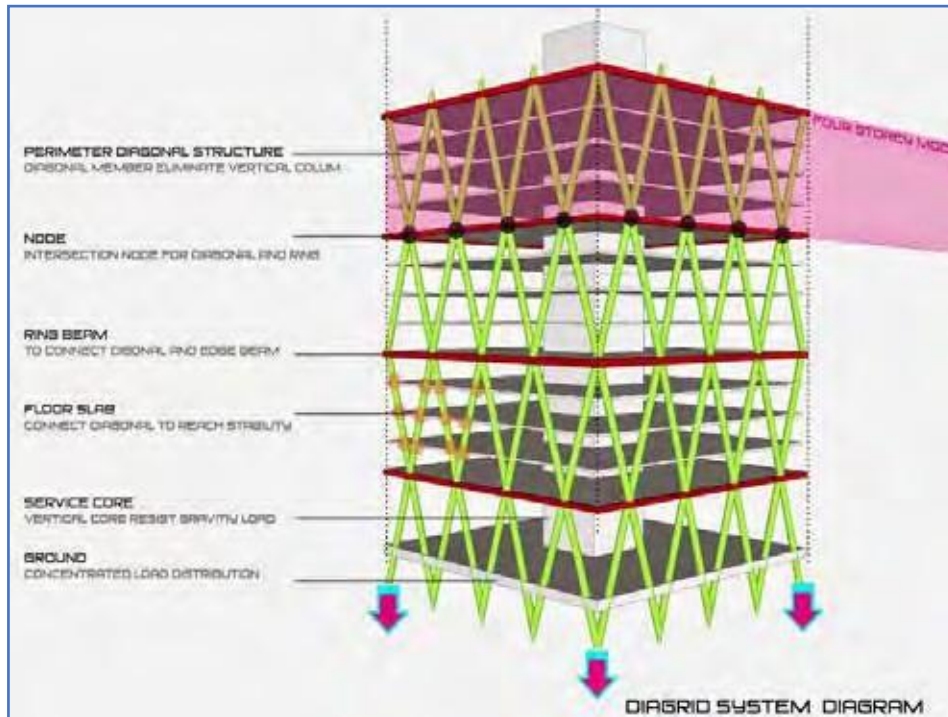 FOUR STOREY MOD
PERIMETER DIAGONAL STRUCTURE
DIAGONAL MEMBER ELIMINATE VERTICAL COLUM
NODE
INTERSECTION NODE FOR DIAGONAL AND RING
RING BEAM
TO CONNECT DIGONAL AND EDGE BEAM
FLOOR SLAB
CONNECT DIAGONAL TO REACH STABILITY
SERVICE CORE
VERTICAL CORE RESIST GRAVITY LOAD
GROUND
CONCENTRATED LOAD DISTRIBUTION
DIAGRID SYSTEM DIAGRAM